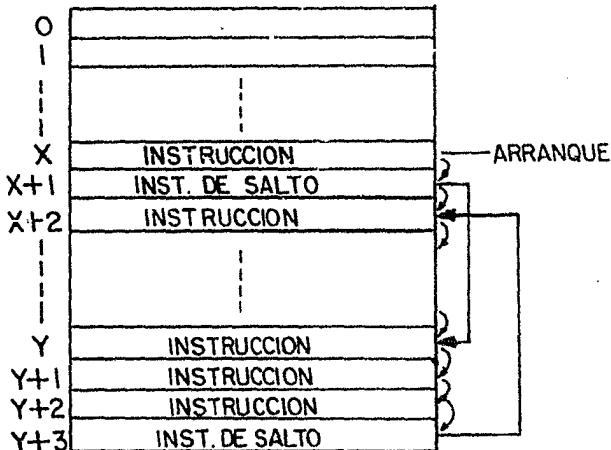 0
1
X INSTRUCCION ARRANQUE
X+1 INST. DE SALTO
X+2 INSTRUCCION
Y INSTRUCCION
Y+1 INSTRUCCION
Y+2 INSTRUCCION
Y+3 INST. DE SALTO